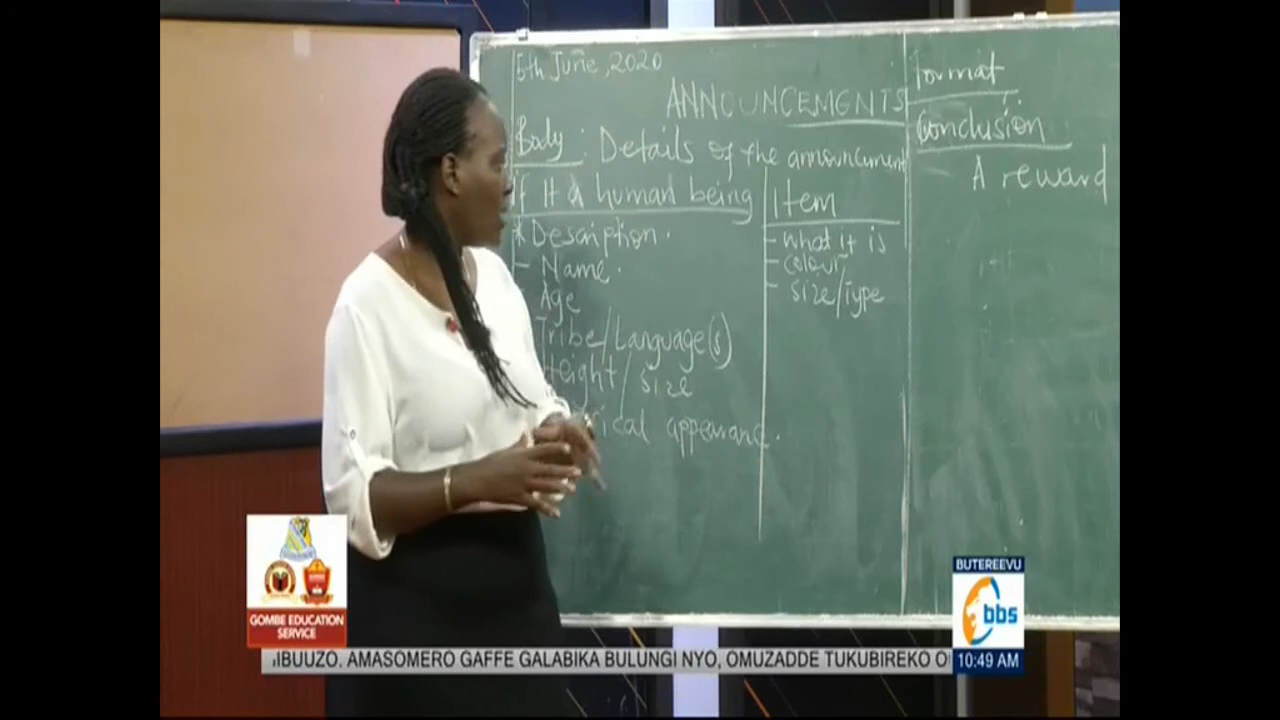 5th June, 2020
ANNOUNCEMENTS
Body: Details of the announcement
If It a human being
* Description.
- Name.
Age
Tribe/Language(s)
Height/Size
ical appearance.
Item
- What it is
- Colour
- Size/Type
Format
Conclusion
A reward
GOMBE EDUCATION
SERVICE
BUTEREEVU
bbs
10:49 AM
IBUUZO. AMASOMERO GAFFE GALABIKA BULUNGI NYO, OMUZADDE TUKUBIREKO O